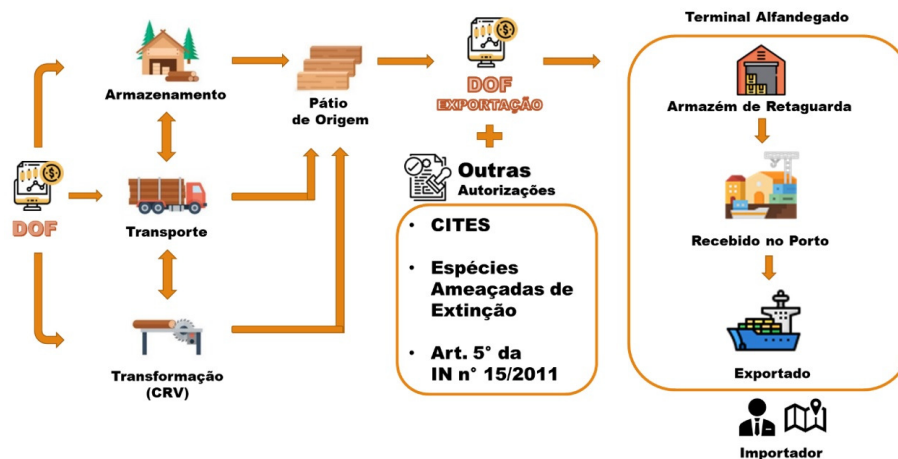 Terminal Alfandegado
Armazenamento
Pátio
de Origem
DOF
EXPORTAÇÃO
Armazém de Retaguarda
Outras
Autorizações
DOF
Transporte
• CITES
• Espécies
Ameaçadas de
Extinção
• Art. 5° da
IN n° 15/2011
Recebido no Porto
Transformação
(CRV)
Exportado
Importador